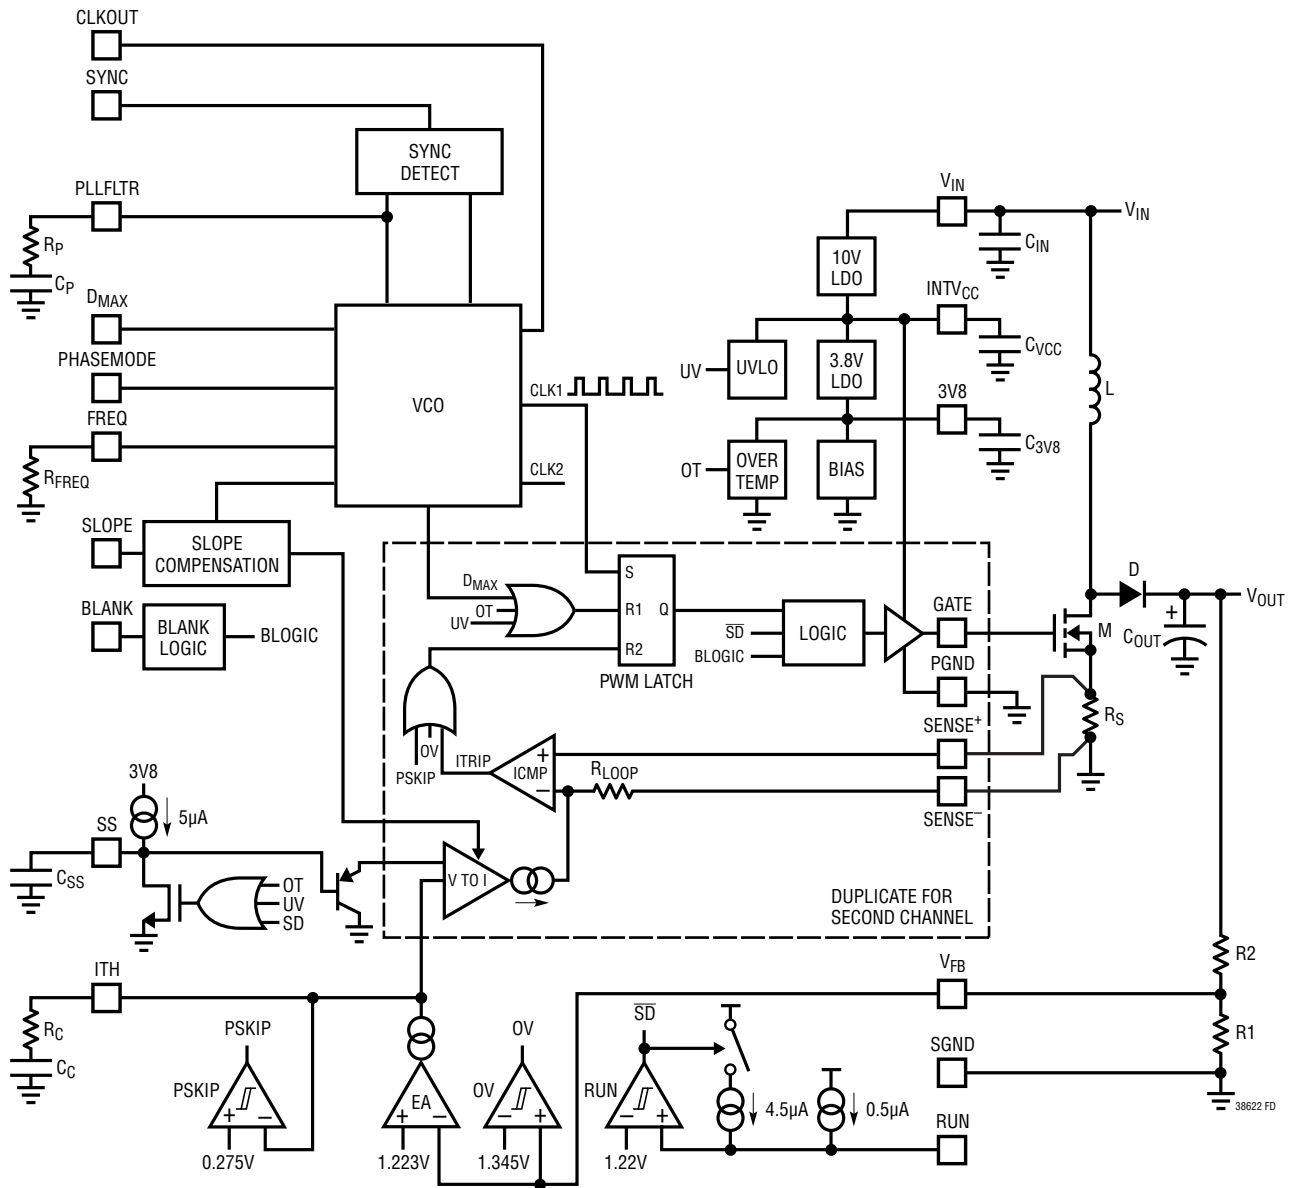 CLKOUT
SYNC
SYNC
DETECT
PLLFLTR
RP
CP
DMAX
PHASEMODE
FREQ
RFREQ
VCO
CLK1
CLK2
VIN
VIN
CIN
10V
LDO
INTVCC
CVCC
UV
UVLO
3.8V
LDO
3V8
C3V8
OT
OVER
TEMP
BIAS
L
SLOPE
SLOPE
COMPENSATION
BLANK
BLANK
LOGIC
BLOGIC
DMAX
OT
UV
S
R1
Q
R2
PWM LATCH
SD
BLOGIC
LOGIC
GATE
PGND
SENSE+
SENSE–
M
D
+
COUT
VOUT
RS
OV
PSKIP
ITRIP
ICMP
+
–
RLOOP
3V8
5µA
SS
CSS
OT
UV
SD
V TO I
DUPLICATE FOR
SECOND CHANNEL
ITH
RC
CC
PSKIP
PSKIP
+
–
0.275V
EA
+
–
1.223V
OV
OV
–
+
1.345V
SD
RUN
–
+
1.22V
4.5µA
0.5µA
VFB
SGND
RUN
R2
R1
38622 FD